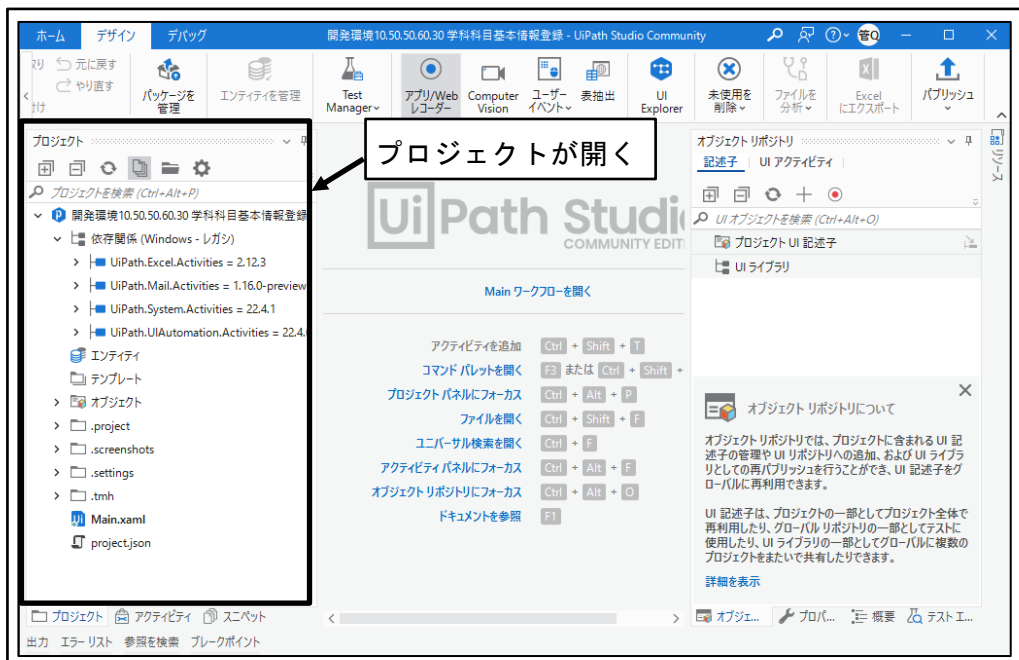 ホーム デザイン デバッグ 開発環境10.50.50.60.30 学科科目基本情報登録 - UiPath Studio Community 管Q
元に戻す
やり直す
パッケージを
管理
エンティティを管理
Test
Manager
アプリ/Web
レコーダー
Computer
Vision
ユーザー
イベント
表抽出
UI
Explorer
未使用を
削除
ファイルを
分析
Excel
にエクスポート
パブリッシュ
プロジェクト
プロジェクトを検索 (Ctrl+Alt+P)
開発環境10.50.50.60.30 学科科目基本情報登録
依存関係 (Windows - レガシ)
UiPath.Excel.Activities = 2.12.3
UiPath.Mail.Activities = 1.16.0-preview
UiPath.System.Activities = 22.4.1
UiPath.UIAutomation.Activities = 22.4.
エンティティ
テンプレート
オブジェクト
.project
.screenshots
.settings
.tmh
Main.xaml
project.json
プロジェクト アクティビティ スニペット
プロジェクトが開く
UiPath Studi
COMMUNITY EDIT
Main ワークフローを開く
アクティビティを追加 Ctrl + Shift + T
コマンド パレットを開く F3 または Ctrl + Shift +
プロジェクト パネルにフォーカス Ctrl + Alt + P
ファイルを開く Ctrl + Shift + F
ユニバーサル検索を開く Ctrl + F
アクティビティ パネルにフォーカス Ctrl + Alt + F
オブジェクト リポジトリにフォーカス Ctrl + Alt + O
ドキュメントを参照 F1
オブジェクト リポジトリ
記述子 UI アクティビティ
UI オブジェクトを検索 (Ctrl+Alt+O)
プロジェクト UI 記述子
UI ライブラリ
オブジェクト リポジトリについて
オブジェクト リポジトリでは、プロジェクトに含まれる UI 記
述子の管理や UI リポジトリへの追加、および UI ライブラ
リとしての再パブリッシュを行うことができ、UI 記述子をグ
ローバルに再利用できます。
UI 記述子は、プロジェクトの一部としてプロジェクト全体で
再利用したり、グローバル リポジトリの一部としてテストに
使用したり、UI ライブラリの一部としてグローバルに複数の
プロジェクトをまたいで共有したりできます。
詳細を表示
オブジェ... プロパ... 概要 テスト エ...
リソース
出力 エラー リスト 参照を検索 ブレークポイント